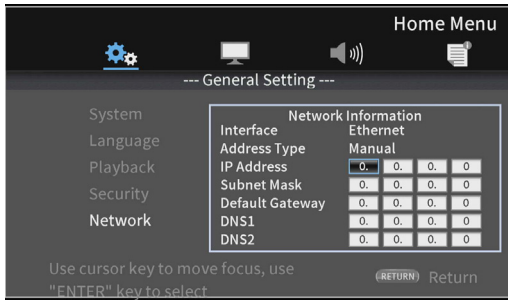 Home Menu
--- General Setting ---
System
Language
Playback
Security
Network
Network Information
Interface Ethernet
Address Type Manual
IP Address 0. 0. 0. 0
Subnet Mask 0. 0. 0. 0
Default Gateway 0. 0. 0. 0
DNS1 0. 0. 0. 0
DNS2 0. 0. 0. 0
Use cursor key to move focus, use
"ENTER" key to select
RETURN Return